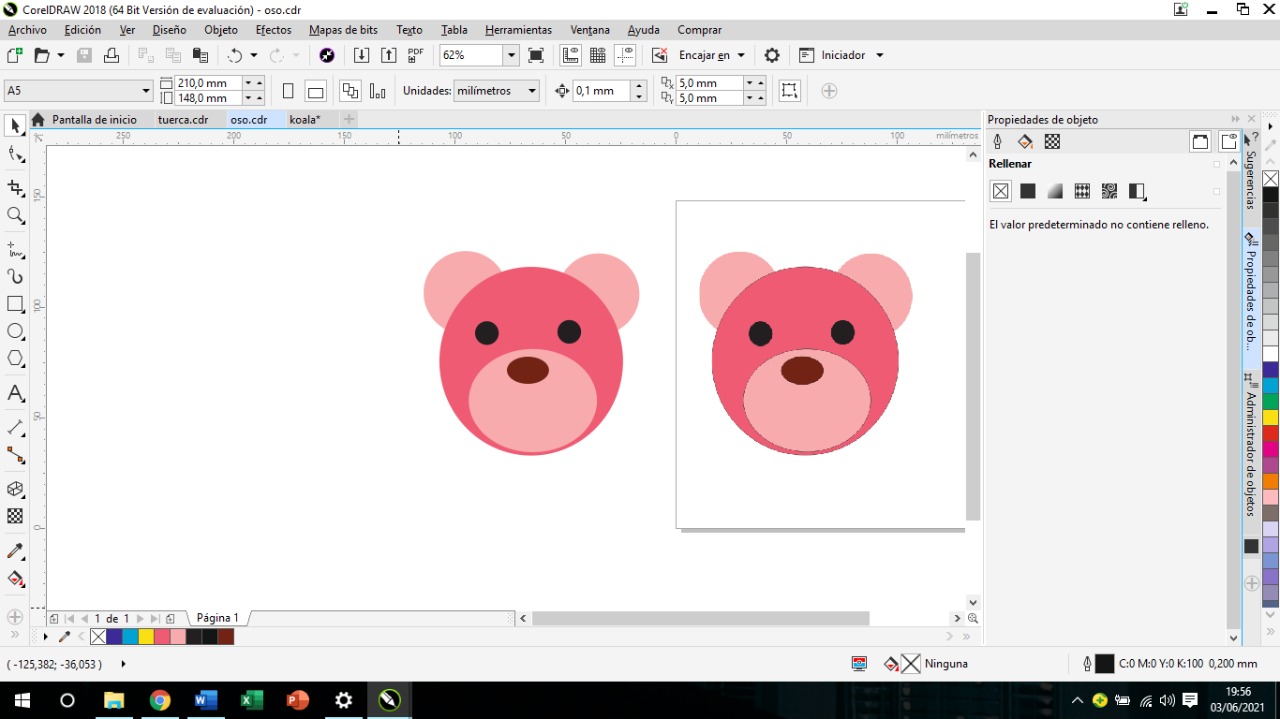 CorelDRAW 2018 (64 Bit Versión de evaluación) - oso.cdr
Archivo Edición Ver Diseño Objeto Efectos Mapas de bits Texto Tabla Herramientas Ventana Ayuda Comprar
PDF 62% Encajar en Iniciador
A5 210,0 mm 148,0 mm Unidades: milímetros 0,1 mm 5,0 mm 5,0 mm
Pantalla de inicio tuerca.cdr oso.cdr koala*
250 200 150 100 50 0 50 100 milímetros
150
100
50
0
Propiedades de objeto
Rellenar
El valor predeterminado no contiene relleno.
Sugerencias
Propiedades de ob...
Administrador de objetos
1 de 1 Página 1
( -125,382; -36,053 ) Ninguna C:0 M:0 Y:0 K:100 0,200 mm
19:56
03/06/2021